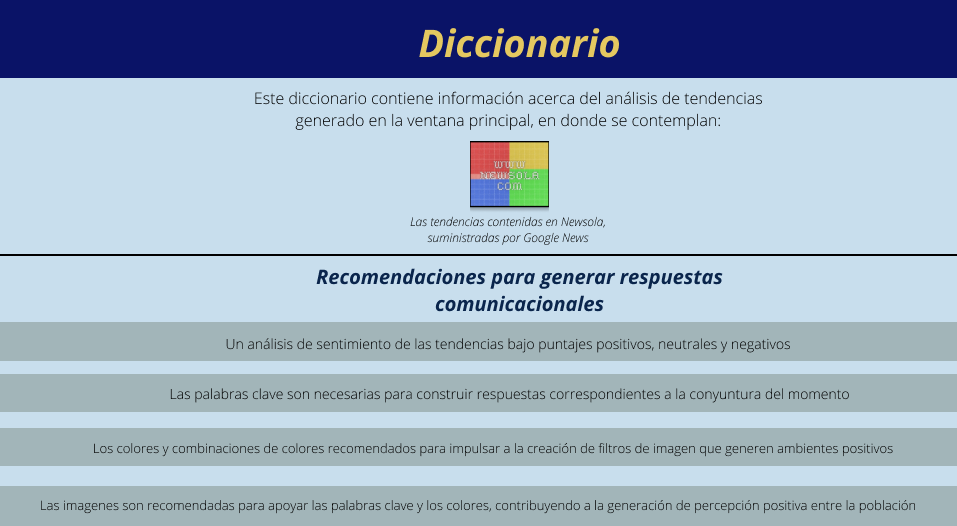 Diccionario
Este diccionario contiene información acerca del análisis de tendencias
generado en la ventana principal, en donde se contemplan:
WWW
NEWSOLA
COM
Las tendencias contenidas en Newsola,
suministradas por Google News
Recomendaciones para generar respuestas
comunicacionales
Un análisis de sentimiento de las tendencias bajo puntajes positivos, neutrales y negativos
Las palabras clave son necesarias para construir respuestas correspondientes a la conyuntura del momento
Los colores y combinaciones de colores recomendados para impulsar a la creación de filtros de imagen que generen ambientes positivos
Las imagenes son recomendadas para apoyar las palabras clave y los colores, contribuyendo a la generación de percepción positiva entre la población